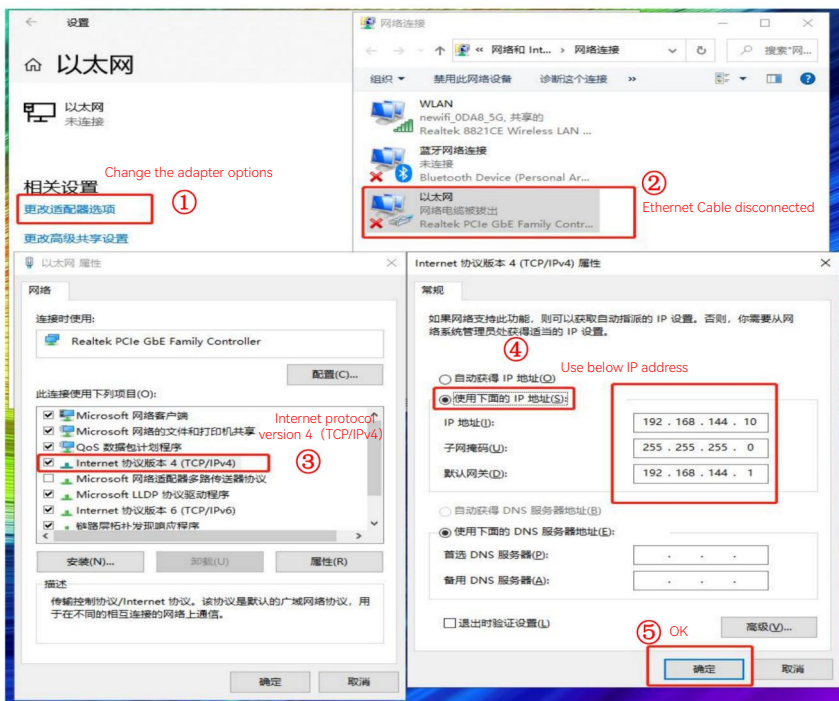 设置
以太网
以太网
未连接
相关设置
Change the adapter options
更改适配器选项
①
更改高级共享设置
网络连接
网络和 Int... › 网络连接
搜索"网...
组织
禁用此网络设备
诊断这个连接
»
WLAN
newifi_0DA8_5G, 共享的
Realtek 8821CE Wireless LAN ...
蓝牙网络连接
未连接
Bluetooth Device (Personal Ar...
以太网
网络电缆被拔出
Realtek PCIe GbE Family Contr...
②
Ethernet Cable disconnected
以太网 属性
网络
连接时使用:
Realtek PCIe GbE Family Controller
配置(C)...
此连接使用下列项目(O):
Microsoft 网络客户端
Microsoft 网络的文件和打印机共享
QoS 数据包计划程序
Internet 协议版本 4 (TCP/IPv4)
Microsoft 网络适配器多路传送器协议
Microsoft LLDP 协议驱动程序
Internet 协议版本 6 (TCP/IPv6)
链路层拓扑发现响应程序
Internet protocol
version 4 (TCP/IPv4)
③
安装(N)...
卸载(U)
属性(R)
描述
传输控制协议/Internet 协议。该协议是默认的广域网络协议，用
于在不同的相互连接的网络上通信。
确定
取消
Internet 协议版本 4 (TCP/IPv4) 属性
常规
如果网络支持此功能，则可以获取自动指派的 IP 设置。否则，你需要从网
络系统管理员处获得适当的 IP 设置。
④
Use below IP address
自动获得 IP 地址(O)
使用下面的 IP 地址(S):
IP 地址(I):
192 . 168 . 144 . 10
子网掩码(U):
255 . 255 . 255 . 0
默认网关(D):
192 . 168 . 144 . 1
自动获得 DNS 服务器地址(B)
使用下面的 DNS 服务器地址(E):
首选 DNS 服务器(P):
备用 DNS 服务器(A):
退出时验证设置(L)
⑤ OK
高级(V)...
确定
取消